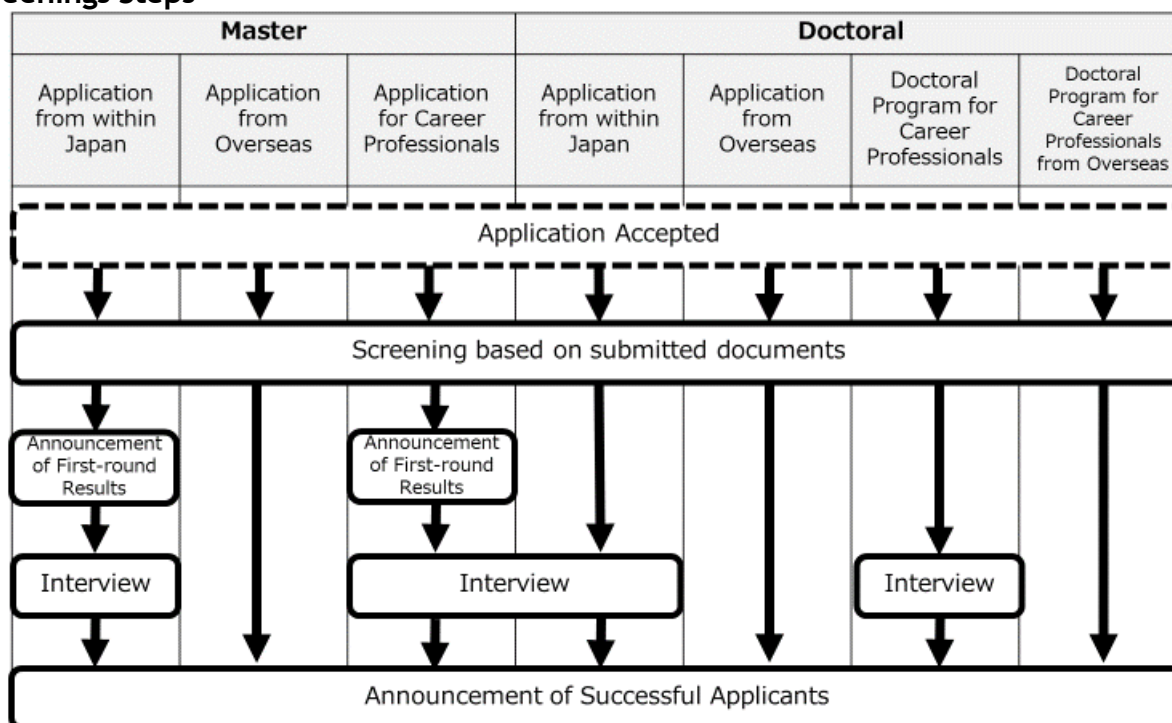 eenings Steps
Master
Doctoral
Application
from within
Japan
Application
from
Overseas
Application
for Career
Professionals
Application
from within
Japan
Application
from
Overseas
Doctoral
Program for
Career
Professionals
Doctoral
Program for
Career
Professionals
from Overseas
Application Accepted
Screening based on submitted documents
Announcement
of First-round
Results
Announcement
of First-round
Results
Interview
Interview
Interview
Announcement of Successful Applicants